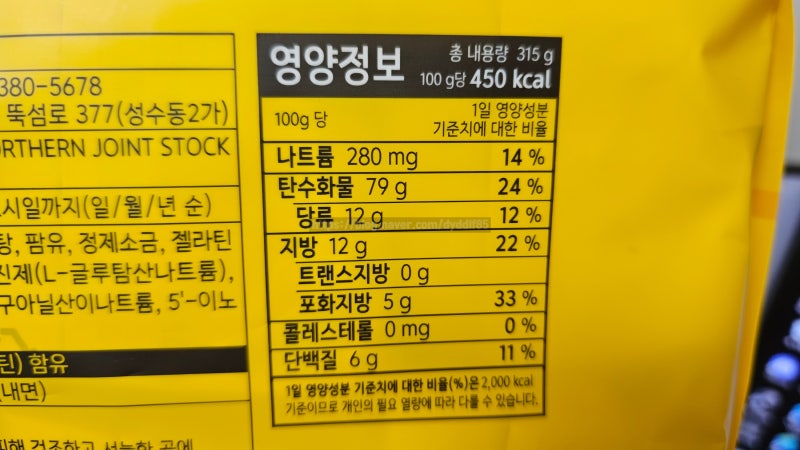 380-5678
뚝섬로 377(성수동2가)
RTHERN JOINT STOCK
시일까지(일/월/년 순)
탕, 팜유, 정제소금, 젤라틴
진제(L-글루탐산나트륨),
구아닐산이나트륨, 5'-이노
틴) 함유
(내면)
영양정보
총 내용량 315 g
100 g당 450 kcal
100g 당
1일 영양성분
기준치에 대한 비율
나트륨 280 mg 14 %
탄수화물 79 g 24 %
당류 12 g 12 %
지방 12 g 22 %
트랜스지방 0 g
포화지방 5 g 33 %
콜레스테롤 0 mg 0 %
단백질 6 g 11 %
1일 영양성분 기준치에 대한 비율(%)은 2,000 kcal
기준이므로 개인의 필요 열량에 따라 다를 수 있습니다.